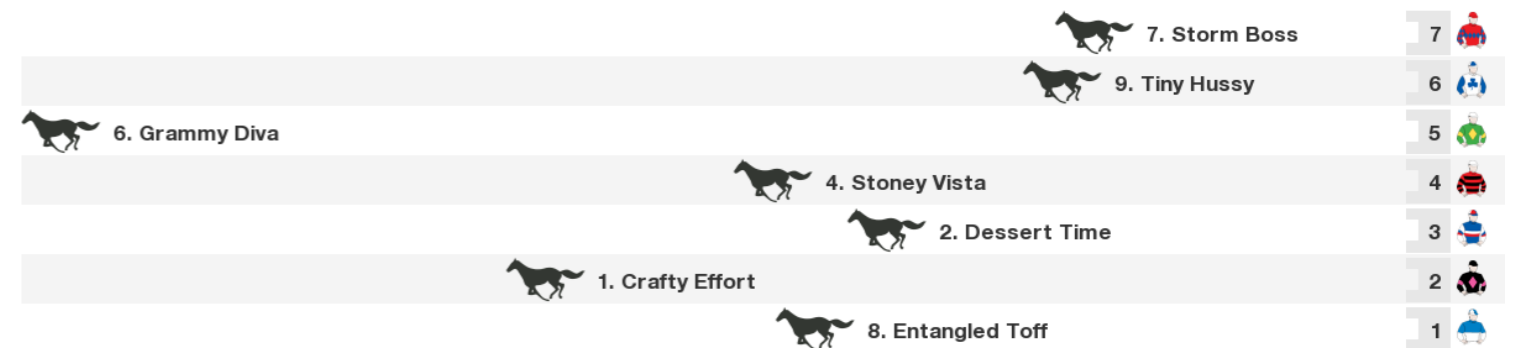 7. Storm Boss 7
9. Tiny Hussy 6
6. Grammy Diva 5
4. Stoney Vista 4
2. Dessert Time 3
1. Crafty Effort 2
8. Entangled Toff 1